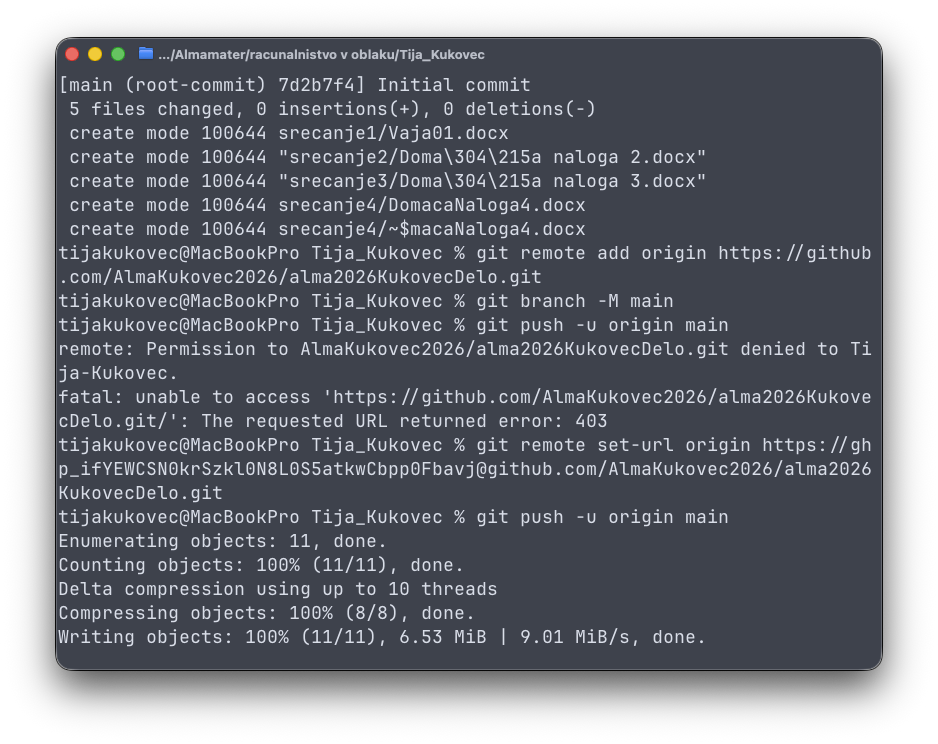 .../Almamater/racunalnistvo v oblaku/Tija_Kukovec
[main (root-commit) 7d2b7f4] Initial commit
 5 files changed, 0 insertions(+), 0 deletions(-)
 create mode 100644 srecanje1/Vaja01.docx
 create mode 100644 "srecanje2/Doma\304\215a naloga 2.docx"
 create mode 100644 "srecanje3/Doma\304\215a naloga 3.docx"
 create mode 100644 srecanje4/DomacaNaloga4.docx
 create mode 100644 srecanje4/~$macaNaloga4.docx
tijakukovec@MacBookPro Tija_Kukovec % git remote add origin https://github
.com/AlmaKukovec2026/alma2026KukovecDelo.git
tijakukovec@MacBookPro Tija_Kukovec % git branch -M main
tijakukovec@MacBookPro Tija_Kukovec % git push -u origin main
remote: Permission to AlmaKukovec2026/alma2026KukovecDelo.git denied to Ti
ja-Kukovec.
fatal: unable to access 'https://github.com/AlmaKukovec2026/alma2026Kukove
cDelo.git/': The requested URL returned error: 403
tijakukovec@MacBookPro Tija_Kukovec % git remote set-url origin https://gh
p_ifYEWCSN0krSzkl0N8L0S5atkwCbpp0Fbavj@github.com/AlmaKukovec2026/alma2026
KukovecDelo.git
tijakukovec@MacBookPro Tija_Kukovec % git push -u origin main
Enumerating objects: 11, done.
Counting objects: 100% (11/11), done.
Delta compression using up to 10 threads
Compressing objects: 100% (8/8), done.
Writing objects: 100% (11/11), 6.53 MiB | 9.01 MiB/s, done.